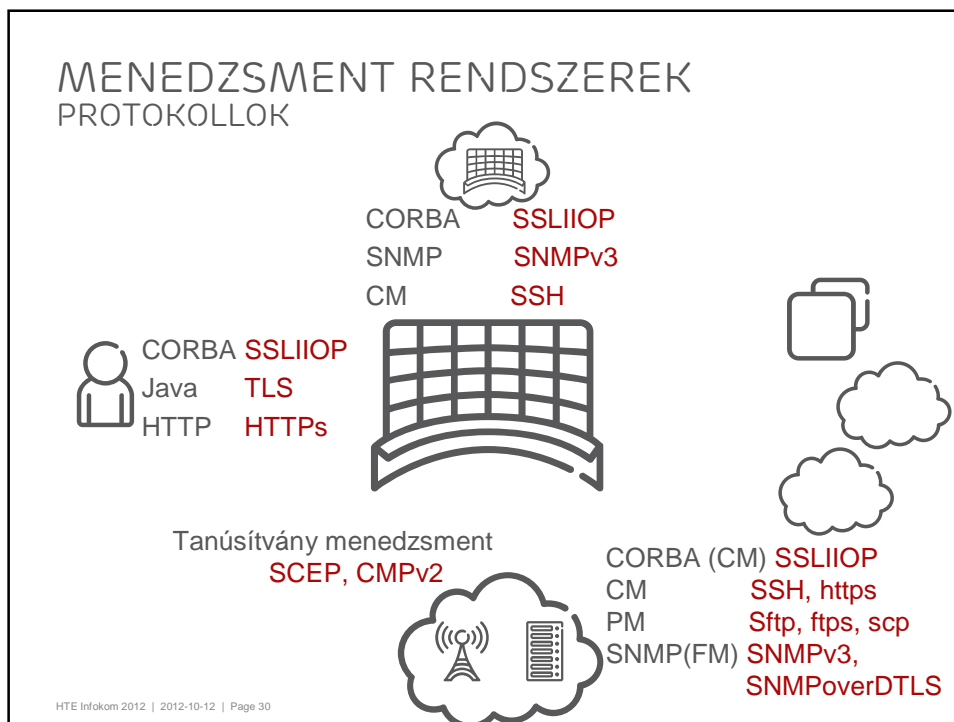 MENEDZSMENT RENDSZEREK
PROTOKOLLOK
CORBA SSLIIOP
SNMP SNMPv3
CM SSH
CORBA SSLIIOP
Java TLS
HTTP HTTPs
Tanúsítvány menedzsment
SCEP, CMPv2
CORBA (CM) SSLIIOP
CM SSH, https
PM Sftp, ftps, scp
SNMP(FM) SNMPv3,
SNMPoverDTLS
HTE Infokom 2012 | 2012-10-12 | Page 30